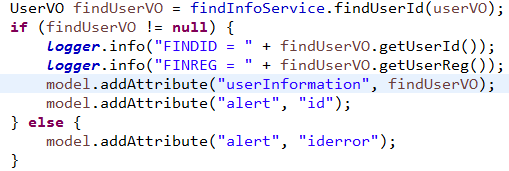 UserVO findUserVO = findInfoService.findUserId(userVO);
if (findUserVO != null) {
    logger.info("FINDID = " + findUserVO.getUserId());
    logger.info("FINREG = " + findUserVO.getUserReg());
    model.addAttribute("userInformation", findUserVO);
    model.addAttribute("alert", "id");
} else {
    model.addAttribute("alert", "iderror");
}